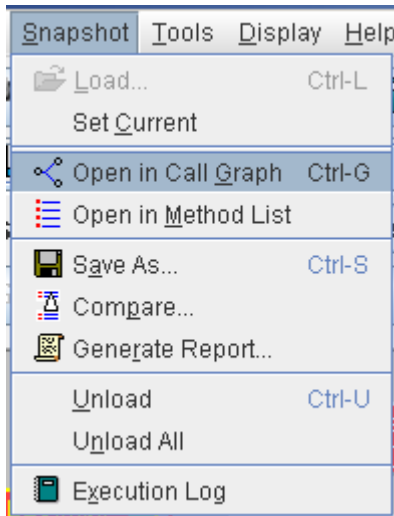 Snapshot Tools Display Help
Load... Ctrl-L
Set Current
Open in Call Graph Ctrl-G
Open in Method List
Save As... Ctrl-S
Compare...
Generate Report...
Unload Ctrl-U
Unload All
Execution Log